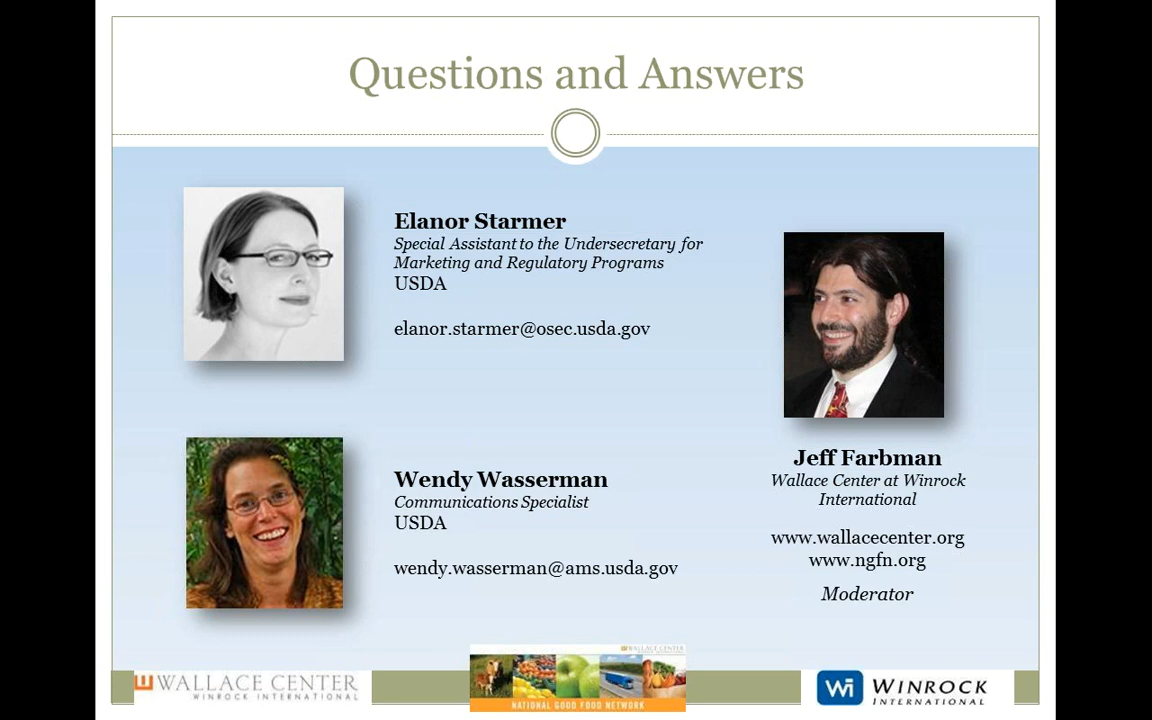 Questions and Answers
Elanor Starmer
Special Assistant to the Undersecretary for
Marketing and Regulatory Programs
USDA
elanor.starmer@osec.usda.gov
Wendy Wasserman
Communications Specialist
USDA
wendy.wasserman@ams.usda.gov
Jeff Farbman
Wallace Center at Winrock
International
www.wallacecenter.org
www.ngfn.org
Moderator
WALLACE CENTER
WINROCK INTERNATIONAL
WALLACE CENTER
NATIONAL GOOD FOOD NETWORK
Wi WINROCK
INTERNATIONAL